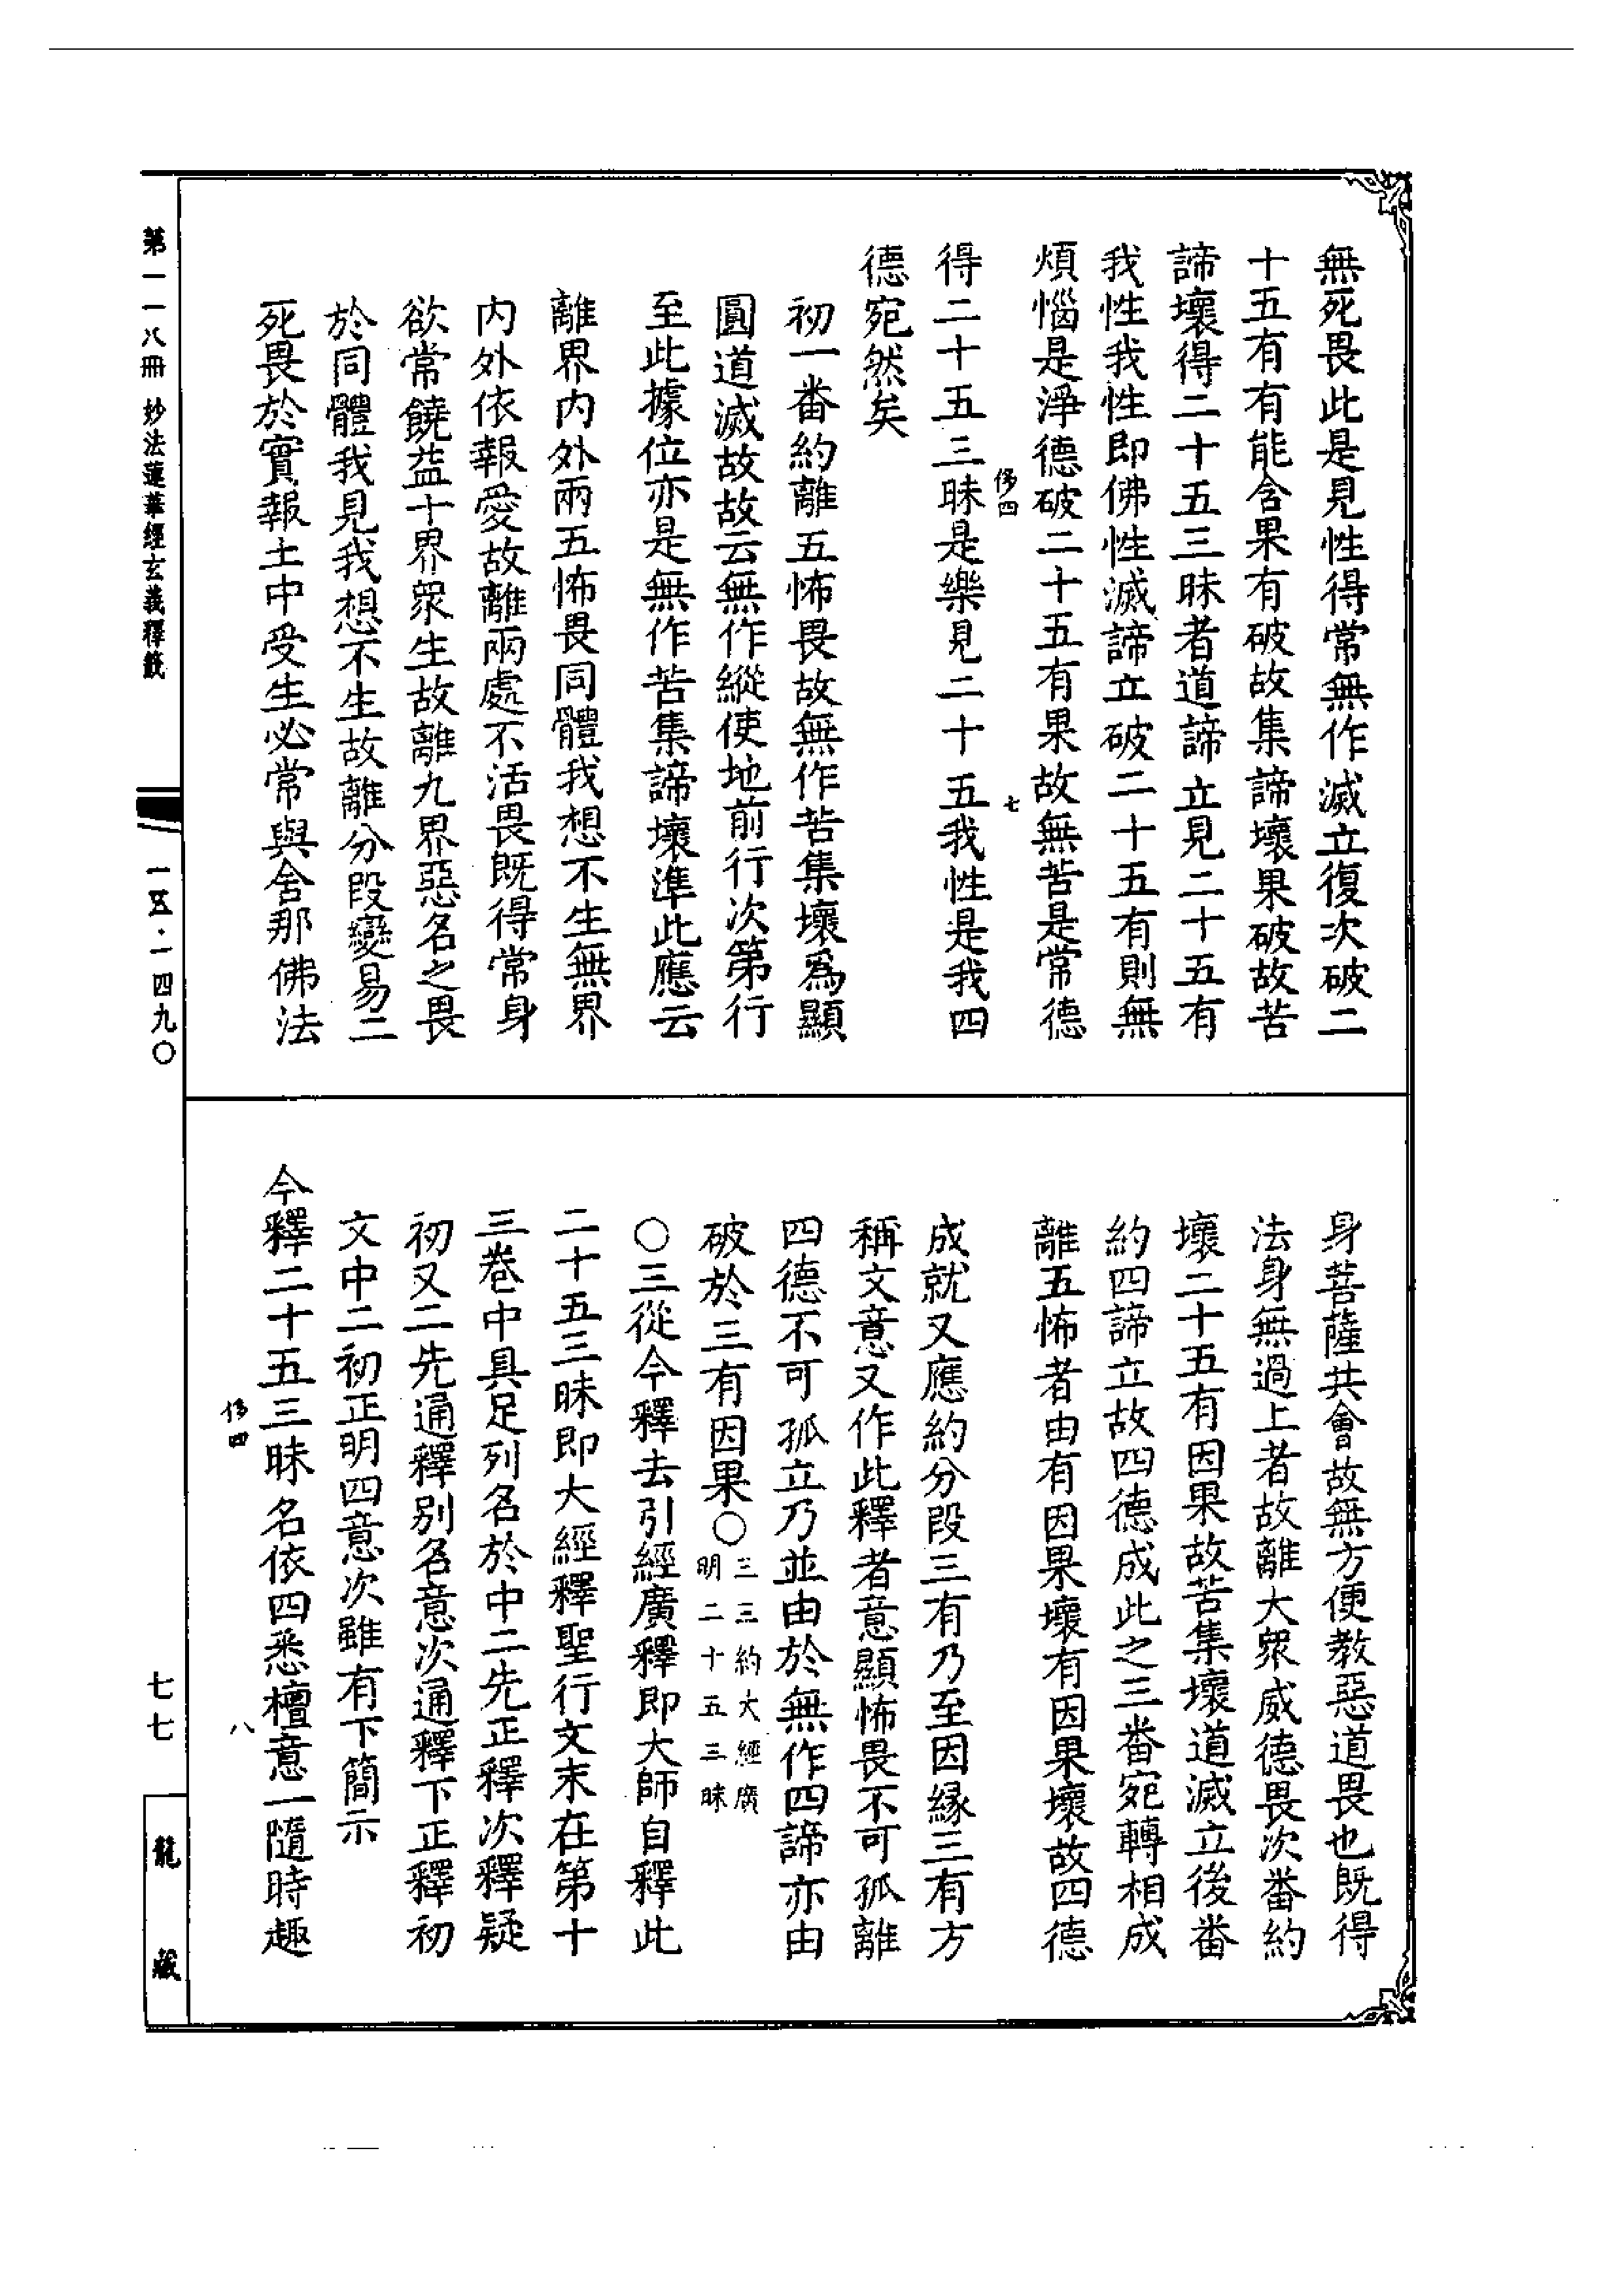 無死畏此是見性得常無作滅立復次破二
十五有有能含果有破故集諦壞果破故苦
諦壞得二十五三昧者道諦立見二十五有
我性我性即佛性滅諦立破二十五有則無
煩惱是淨德破二十五有果故無苦是常德
得二十五三昧是樂見二十五我性是我四
德宛然矣
初一番約離五怖畏故無作苦集壞爲顯
圓道滅故故云無作縱使地前行次第行
至此據位亦是無作苦集諦壞準此應云
離界内外兩五怖畏同體我想不生無界
内外依報愛故離兩處不活畏既得常身
欲常饒益十界衆生故離九界惡名之畏
於同體我見我想不生故離分段變易二
死畏於實報土中受生必常與舍那佛法
身菩薩共會故無方便教惡道畏也既得
法身無過上者故離大衆威德畏次番約
壞二十五有因果故苦集壞道滅立後番
約四諦立故四德成此之三番宛轉相成
離五怖者由有因果壞有因果壞故四德
成就又應約分段三有乃至因緣三有方
稱文意又作此釋者意顯怖畏不可孤離
四德不可孤立乃並由於無作四諦亦由
破於三有因果〇三三約大經廣
明二十五三昧
〇三從今釋去引經廣釋即大師自釋此
二十五三昧即大經釋聖行文末在第十
三卷中具足列名於中二先正釋次釋疑
初又二先通釋別名意次通釋下正釋初
文中二初正明四意次雖有下簡示
今釋二十五三昧名依四悉檀意一隨時趣
四
七
四
八
第一一八冊 妙法蓮華經玄義釋籤
一五·一四九〇
七七
龍藏